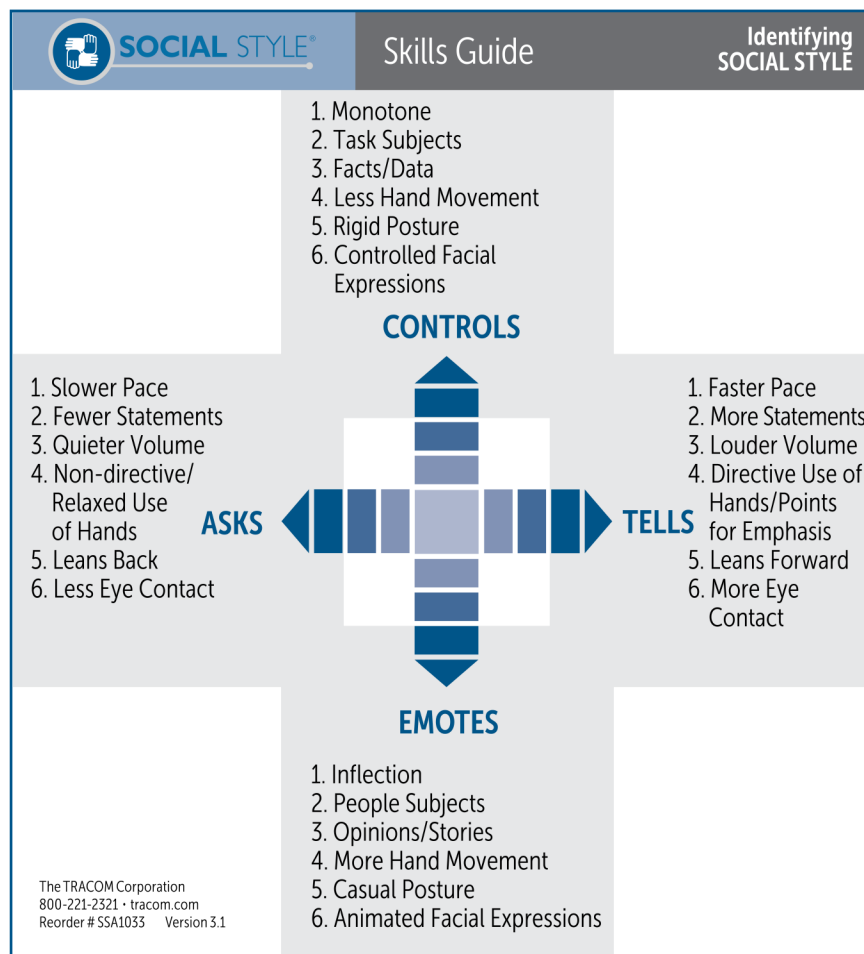 SOCIAL STYLE®
Skills Guide
Identifying
SOCIAL STYLE
1. Monotone
2. Task Subjects
3. Facts/Data
4. Less Hand Movement
5. Rigid Posture
6. Controlled Facial
Expressions
CONTROLS
1. Slower Pace
2. Fewer Statements
3. Quieter Volume
4. Non-directive/
Relaxed Use
of Hands
5. Leans Back
6. Less Eye Contact
ASKS
TELLS
1. Faster Pace
2. More Statements
3. Louder Volume
4. Directive Use of
Hands/Points
for Emphasis
5. Leans Forward
6. More Eye
Contact
EMOTES
1. Inflection
2. People Subjects
3. Opinions/Stories
4. More Hand Movement
5. Casual Posture
6. Animated Facial Expressions
The TRACOM Corporation
800-221-2321 • tracom.com
Reorder # SSA1033 Version 3.1